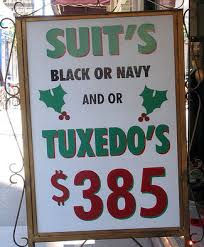 SUIT'S
BLACK OR NAVY
AND OR
TUXEDO'S
$385